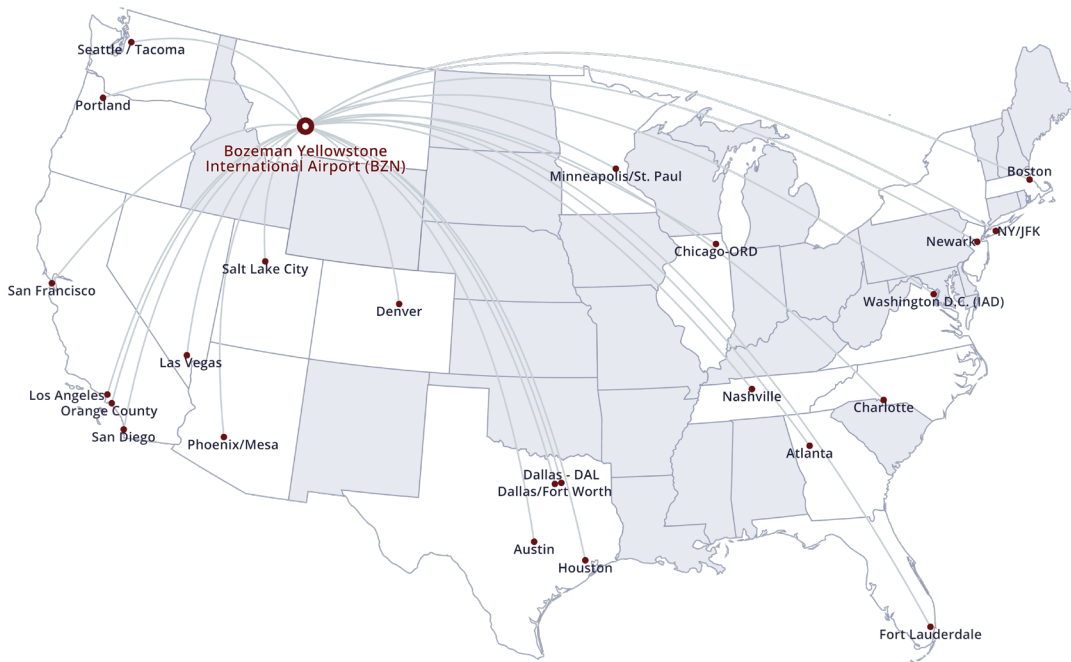 Seattle / Tacoma
Portland
Bozeman Yellowstone
International Airport (BZN)
Minneapolis/St. Paul
Boston
NY/JFK
Newark
Chicago-ORD
Salt Lake City
San Francisco
Washington D.C. (IAD)
Denver
Las Vegas
Los Angeles
Orange County
Nashville
Charlotte
San Diego
Phoenix/Mesa
Atlanta
Dallas - DAL
Dallas/Fort Worth
Austin
Houston
Fort Lauderdale